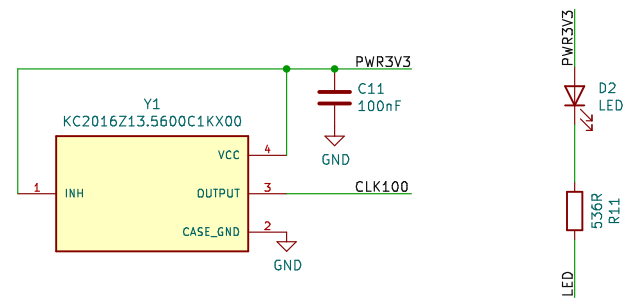 PWR3V3
C11
100nF
GND
Y1
KC2016Z13.5600C1KX00
VCC
4
1
INH
OUTPUT
3
CLK100
CASE_GND
2
GND
PWR3V3
D2
LED
536R
R11
LED